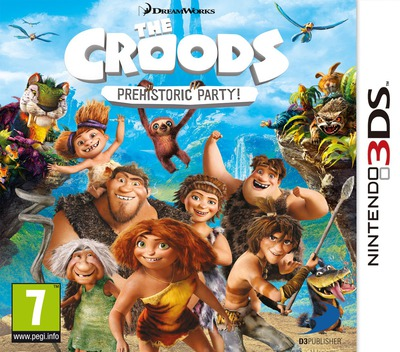 DREAMWORKS
THE
CROODS
PREHISTORIC PARTY!
NINTENDO 3DS
7
www.pegi.info
D3PUBLISHER